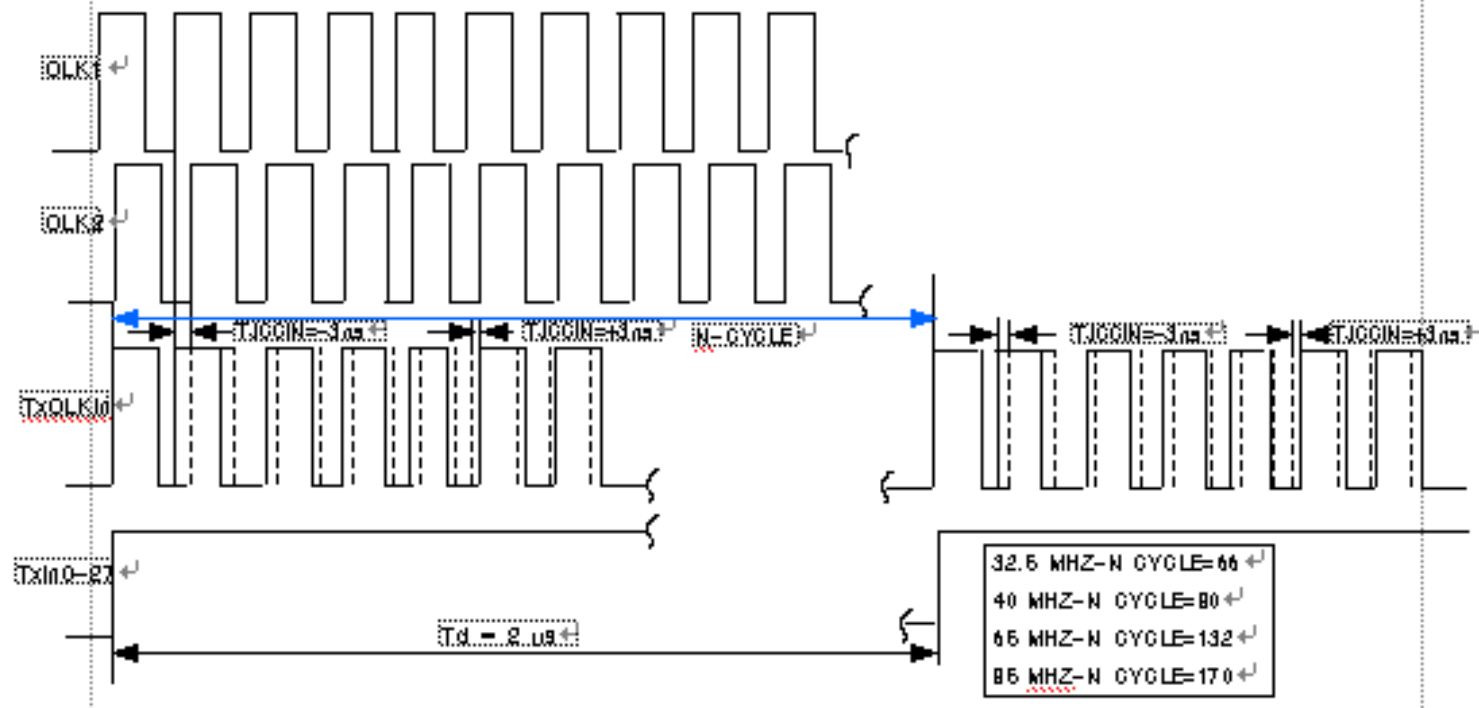 CLK1
CLK2
TJCCIN=-3ns
TJCCIN=+3ns
N-CYCLE
TJCCIN=-3ns
TJCCIN=+3ns
TxCLKIn
TxIn0-27
Td = 2 us
32.5 MHZ-N CYCLE=66
40 MHZ-N CYCLE=80
65 MHZ-N CYCLE=132
85 MHZ-N CYCLE=170